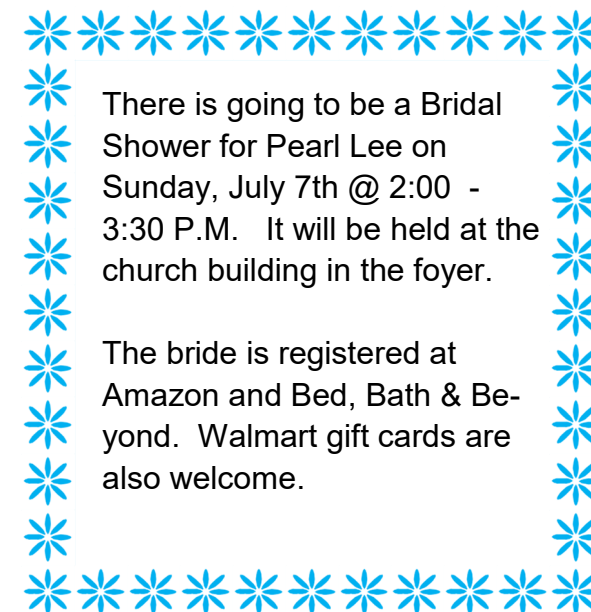 There is going to be a Bridal
Shower for Pearl Lee on
Sunday, July 7th @ 2:00  -
3:30 P.M.   It will be held at the
church building in the foyer.
The bride is registered at
Amazon and Bed, Bath & Be-
yond.  Walmart gift cards are
also welcome.